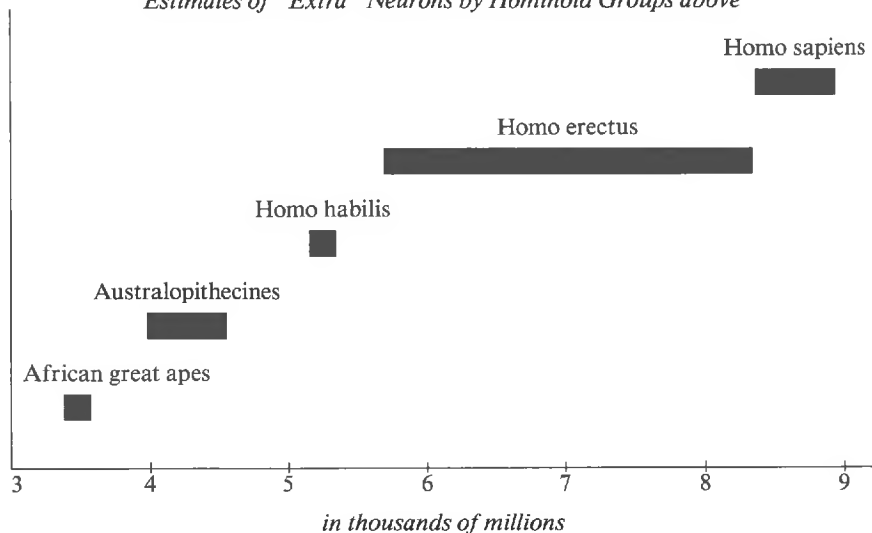 Estimates of "Extra" Neurons by Hominoid Groups above
Homo sapiens
Homo erectus
Homo habilis
Australopithecines
African great apes
3 4 5 6 7 8 9
in thousands of millions